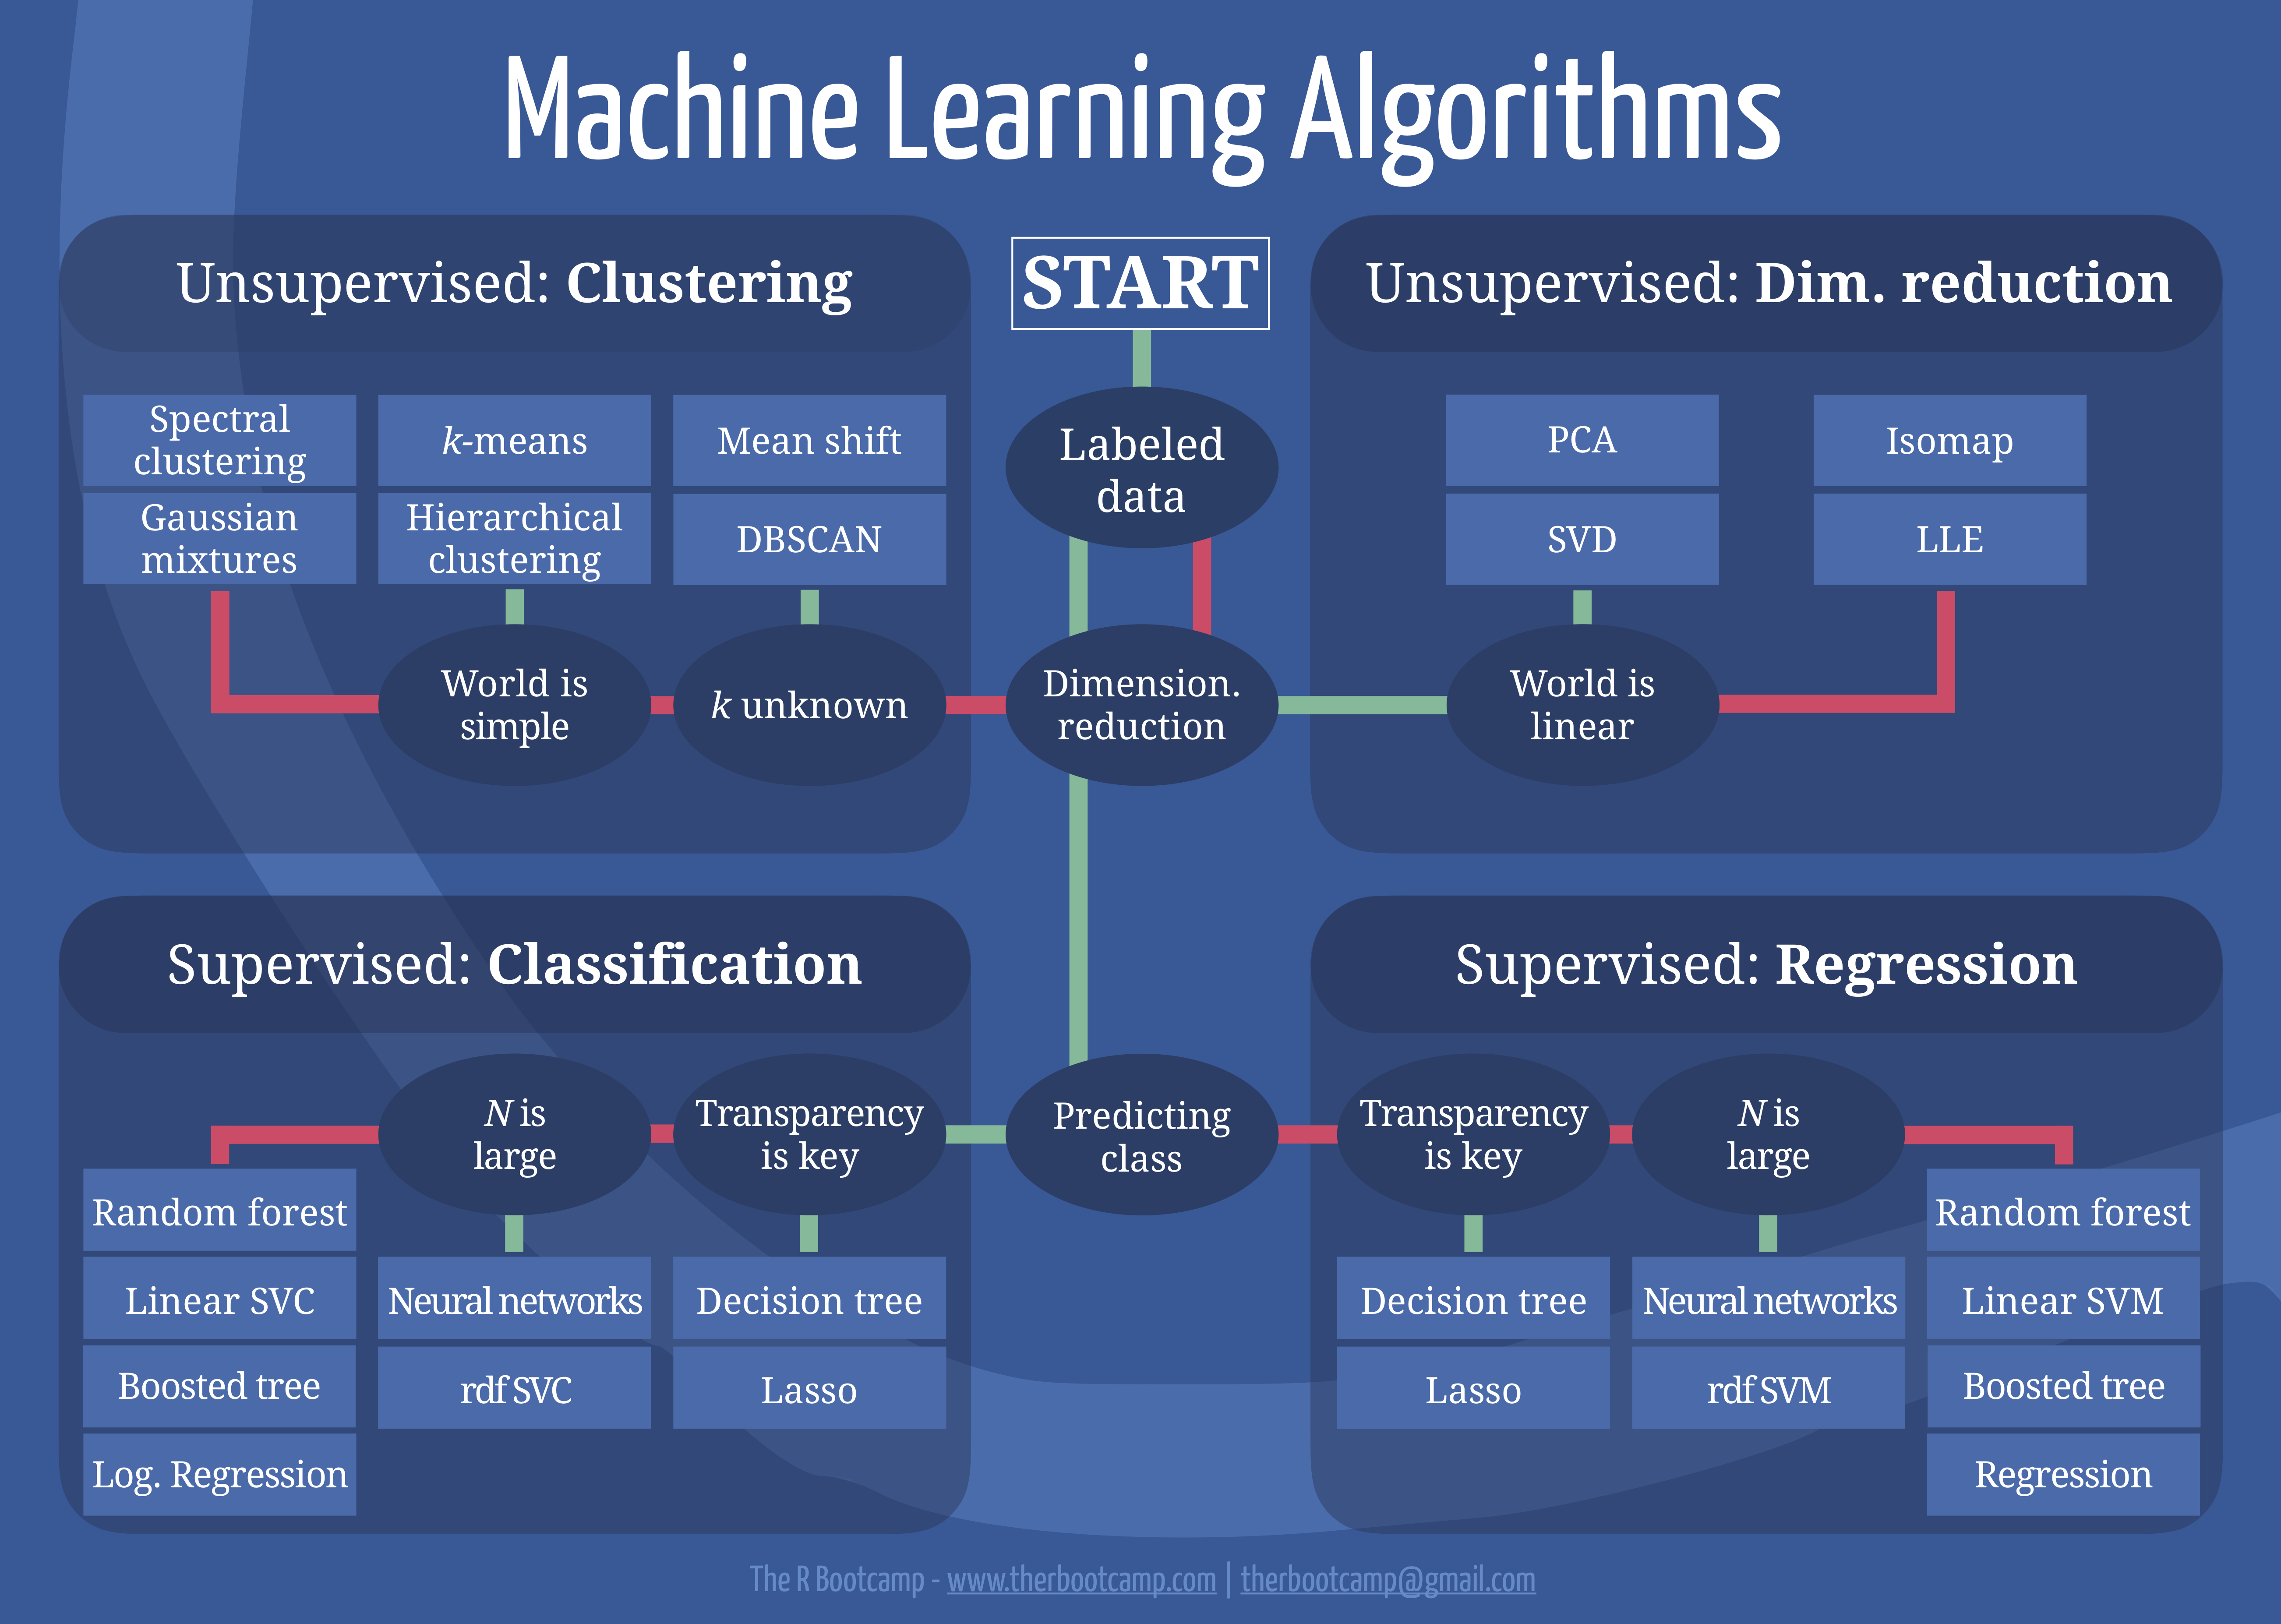 Machine Learning Algorithms
START
Unsupervised: Clustering
Spectral
clustering
k-means
Mean shift
Gaussian
mixtures
Hierarchical
clustering
DBSCAN
World is
simple
k unknown
Labeled
data
Dimension.
reduction
Unsupervised: Dim. reduction
PCA
Isomap
SVD
LLE
World is
linear
Supervised: Classification
N is
large
Transparency
is key
Predicting
class
Random forest
Linear SVC
Boosted tree
Log. Regression
Neural networks
rdf SVC
Decision tree
Lasso
Supervised: Regression
Transparency
is key
N is
large
Decision tree
Lasso
Neural networks
rdf SVM
Random forest
Linear SVM
Boosted tree
Regression
The R Bootcamp - www.therbootcamp.com | therbootcamp@gmail.com